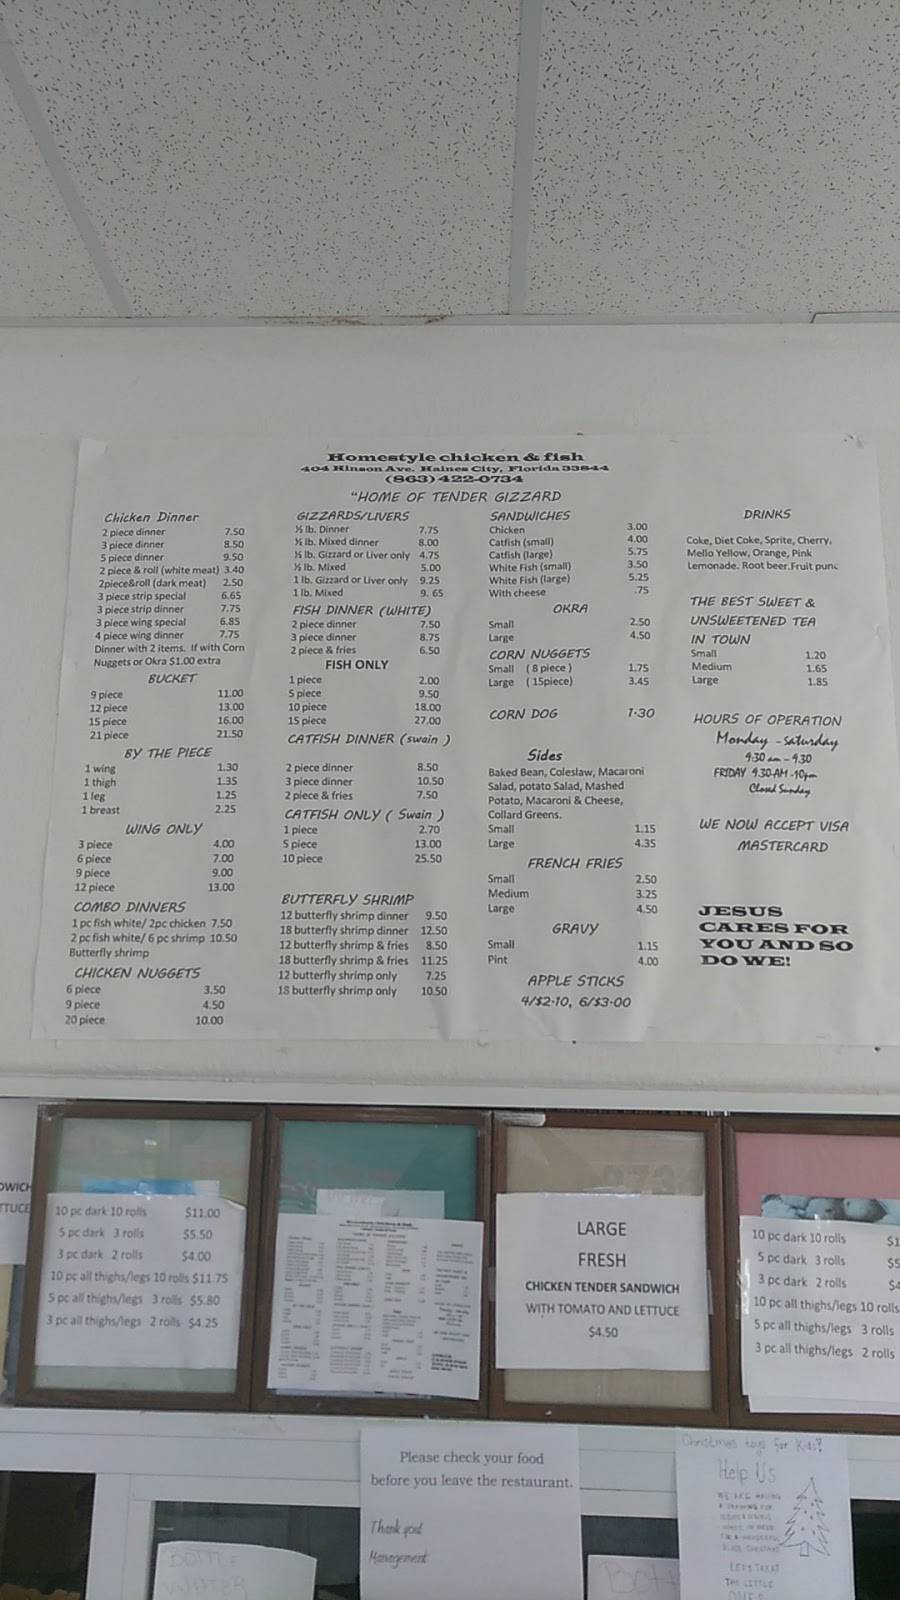 Homestyle chicken & fish
404 Hinson Ave. Haines City, Florida 33844
(863) 422-0734
"HOME OF TENDER GIZZARD
Chicken Dinner
2 piece dinner 7.50
3 piece dinner 8.50
5 piece dinner 9.50
2 piece & roll (white meat) 3.40
2piece&roll (dark meat) 2.50
3 piece strip special 6.65
3 piece strip dinner 7.75
3 piece wing special 6.85
4 piece wing dinner 7.75
Dinner with 2 items. If with Corn
Nuggets or Okra $1.00 extra
BUCKET
9 piece 11.00
12 piece 13.00
15 piece 16.00
21 piece 21.50
BY THE PIECE
1 wing 1.30
1 thigh 1.35
1 leg 1.25
1 breast 2.25
WING ONLY
3 piece 4.00
6 piece 7.00
9 piece 9.00
12 piece 13.00
COMBO DINNERS
1 pc fish white/ 2pc chicken 7.50
2 pc fish white/ 6 pc shrimp 10.50
Butterfly shrimp
CHICKEN NUGGETS
6 piece 3.50
9 piece 4.50
20 piece 10.00
GIZZARDS/LIVERS
½ lb. Dinner 7.75
½ lb. Mixed dinner 8.00
½ lb. Gizzard or Liver only 4.75
½ lb. Mixed 5.00
1 lb. Gizzard or Liver only 9.25
1 lb. Mixed 9. 65
FISH DINNER (WHITE)
2 piece dinner 7.50
3 piece dinner 8.75
2 piece & fries 6.50
FISH ONLY
1 piece 2.00
5 piece 9.50
10 piece 18.00
15 piece 27.00
CATFISH DINNER (swain )
2 piece dinner 8.50
3 piece dinner 10.50
2 piece & fries 7.50
CATFISH ONLY ( Swain )
1 piece 2.70
5 piece 13.00
10 piece 25.50
BUTTERFLY SHRIMP
12 butterfly shrimp dinner 9.50
18 butterfly shrimp dinner 12.50
12 butterfly shrimp & fries 8.50
18 butterfly shrimp & fries 11.25
12 butterfly shrimp only 7.25
18 butterfly shrimp only 10.50
SANDWICHES
Chicken 3.00
Catfish (small) 4.00
Catfish (large) 5.75
White Fish (small) 3.50
White Fish (large) 5.25
With cheese .75
OKRA
Small 2.50
Large 4.50
CORN NUGGETS
Small ( 8 piece ) 1.75
Large ( 15piece) 3.45
CORN DOG 1.30
Sides
Baked Bean, Coleslaw, Macaroni
Salad, potato Salad, Mashed
Potato, Macaroni & Cheese,
Collard Greens.
Small 1.15
Large 4.35
FRENCH FRIES
Small 2.50
Medium 3.25
Large 4.50
GRAVY
Small 1.15
Pint 4.00
APPLE STICKS
4/$2.10, 6/$3.00
DRINKS
Coke, Diet Coke, Sprite, Cherry,
Mello Yellow, Orange, Pink
Lemonade. Root beer.Fruit punc
THE BEST SWEET &
UNSWEETENED TEA
IN TOWN
Small 1.20
Medium 1.65
Large 1.85
HOURS OF OPERATION
Monday - Saturday
9:30 am - 9.30
FRIDAY 9.30 AM -10pm
Closed Sunday
WE NOW ACCEPT VISA
MASTERCARD
JESUS
CARES FOR
YOU AND SO
DO WE!
DWICH
TTUCE
10 pc dark 10 rolls $11.00
5 pc dark 3 rolls $5.50
3 pc dark 2 rolls $4.00
10 pc all thighs/legs 10 rolls $11.75
5 pc all thighs/legs 3 rolls $5.80
3 pc all thighs/legs 2 rolls $4.25
LARGE
FRESH
CHICKEN TENDER SANDWICH
WITH TOMATO AND LETTUCE
$4.50
10 pc dark 10 rolls $1
5 pc dark 3 rolls $5
3 pc dark 2 rolls $4
10 pc all thighs/legs 10 rolls
5 pc all thighs/legs 3 rolls
3 pc all thighs/legs 2 rolls
Please check your food
before you leave the restaurant.
Thank you!
Management
Christmas toys for Kids!
Help Us
WE ARE HAVING
A DRAWING FOR
LET'S TREAT
THE LITTLE
ONES
BOTTLE
WATER